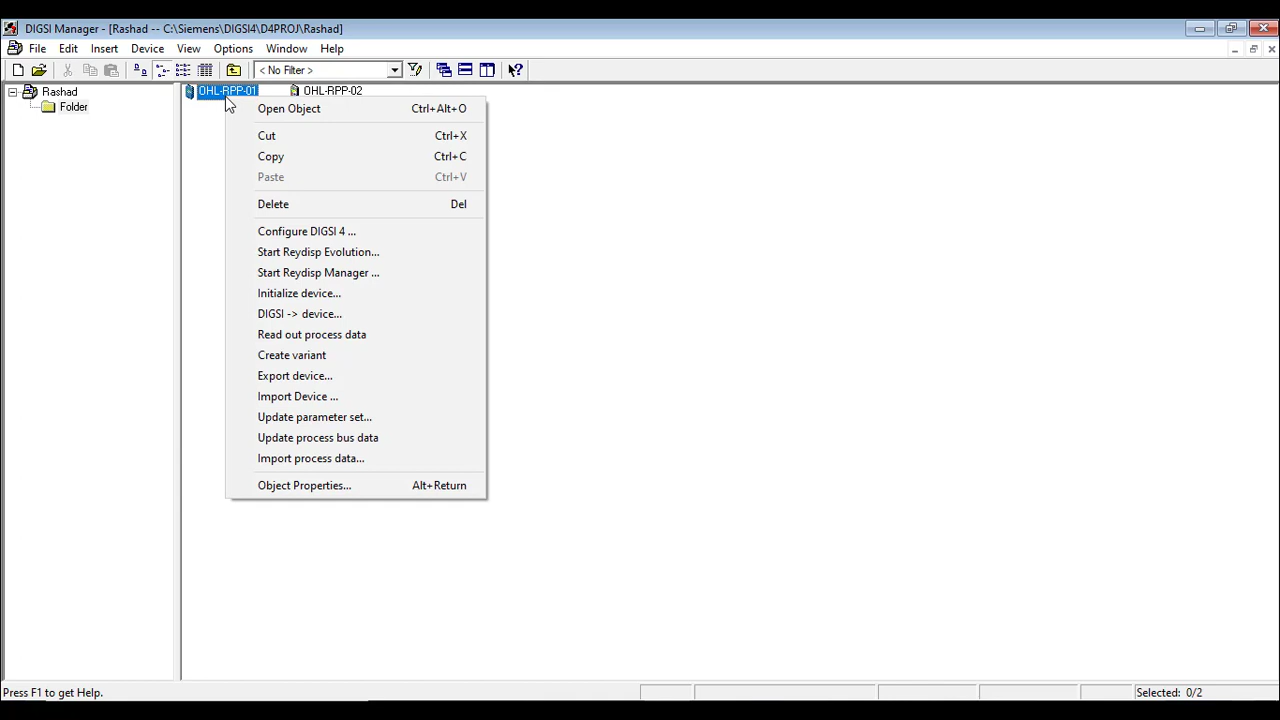 DIGSI Manager - [Rashad -- C:\Siemens\DIGSI4\D4PROJ\Rashad]
File Edit Insert Device View Options Window Help
< No Filter >
Rashad
Folder
OHL-RPP-01 OHL-RPP-02
Open Object Ctrl+Alt+O
Cut Ctrl+X
Copy Ctrl+C
Paste Ctrl+V
Delete Del
Configure DIGSI 4 ...
Start Reydisp Evolution...
Start Reydisp Manager ...
Initialize device...
DIGSI -> device...
Read out process data
Create variant
Export device...
Import Device ...
Update parameter set...
Update process bus data
Import process data...
Object Properties... Alt+Return
Press F1 to get Help. Selected: 0/2